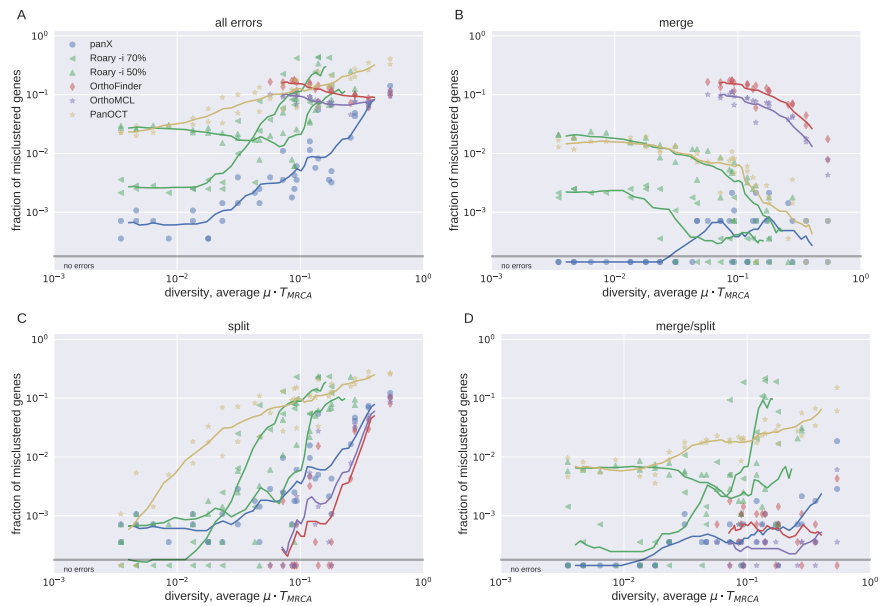 A
all errors
10⁰
10⁻¹
10⁻²
10⁻³
fraction of misclustered genes
panX
Roary -i 70%
Roary -i 50%
OrthoFinder
OrthoMCL
PanOCT
no errors
10⁻³
10⁻²
10⁻¹
10⁰
diversity, average μ · T_MRCA
B
merge
10⁰
10⁻¹
10⁻²
10⁻³
fraction of misclustered genes
no errors
10⁻³
10⁻²
10⁻¹
10⁰
diversity, average μ · T_MRCA
C
split
10⁰
10⁻¹
10⁻²
10⁻³
fraction of misclustered genes
no errors
10⁻³
10⁻²
10⁻¹
10⁰
diversity, average μ · T_MRCA
D
merge/split
10⁰
10⁻¹
10⁻²
10⁻³
fraction of misclustered genes
no errors
10⁻³
10⁻²
10⁻¹
10⁰
diversity, average μ · T_MRCA